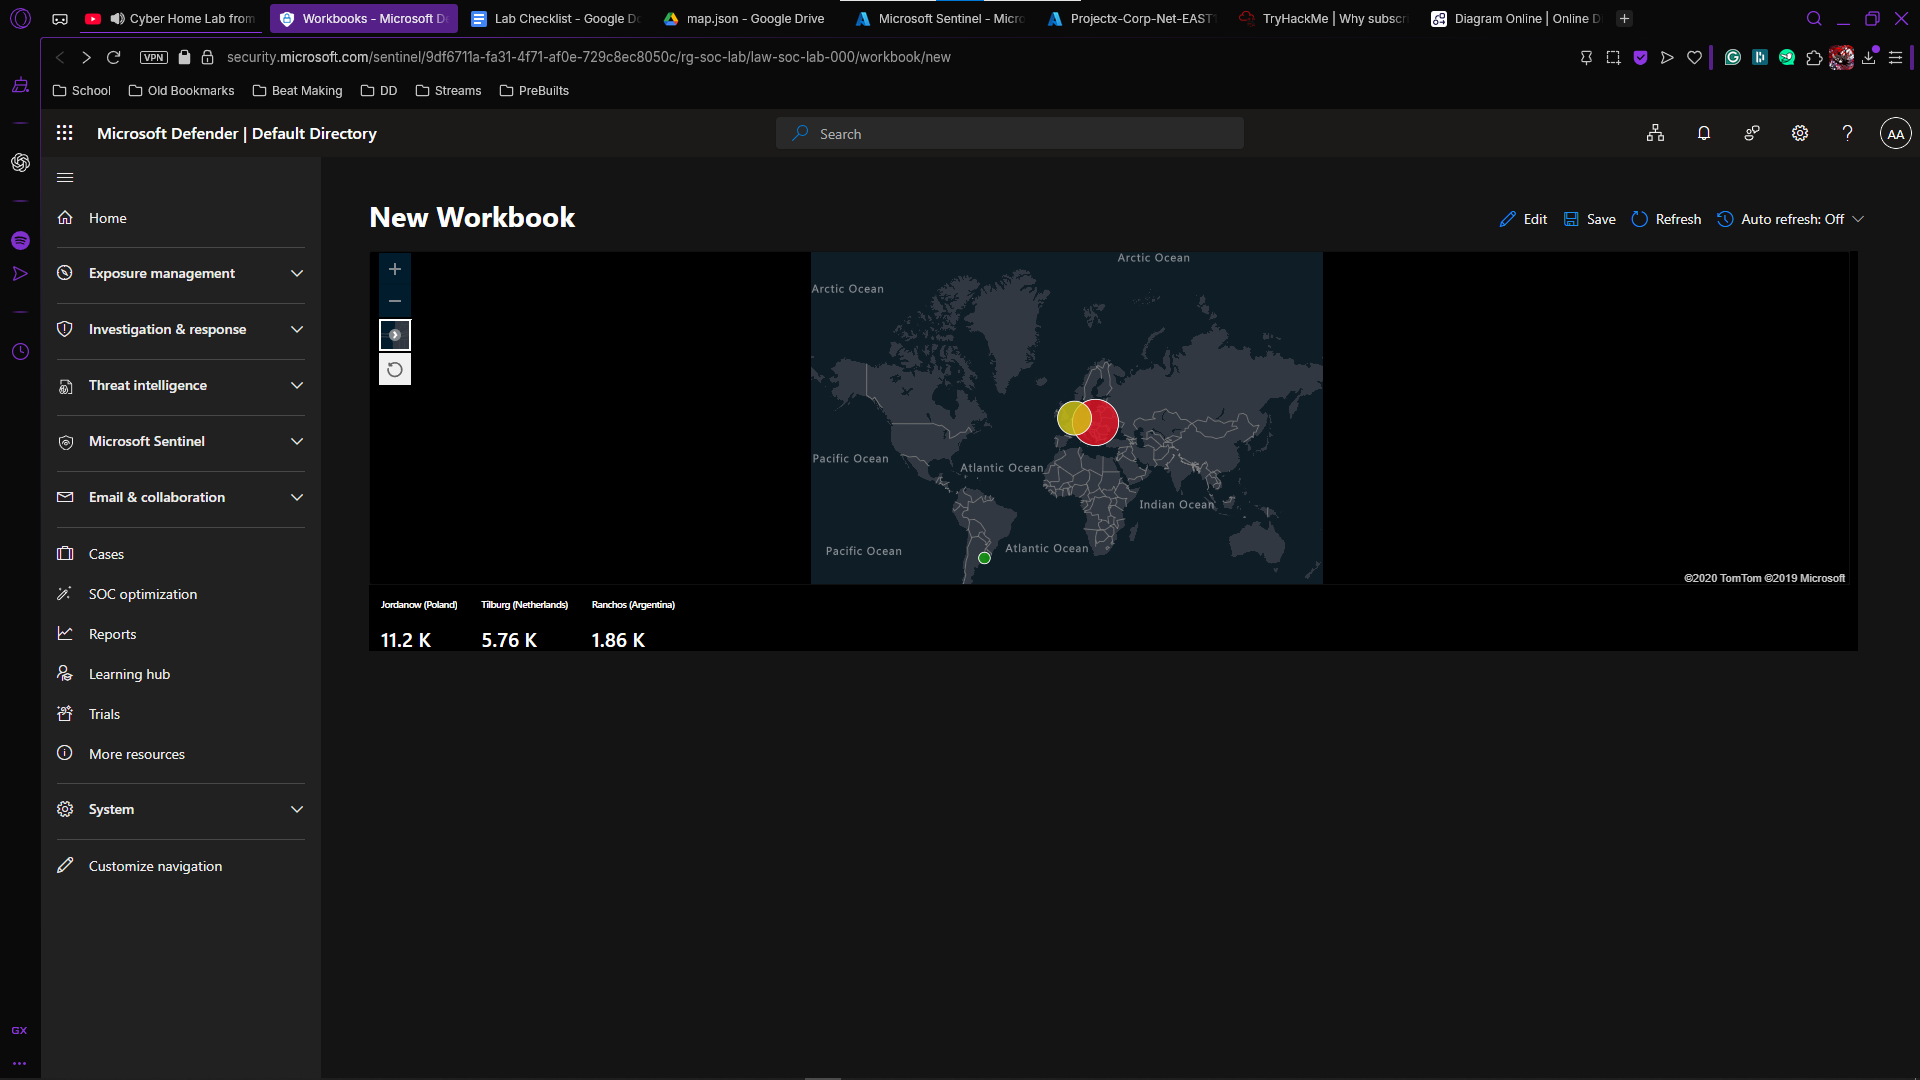 Cyber Home Lab from
Workbooks - Microsoft De
Lab Checklist - Google Do
map.json - Google Drive
Microsoft Sentinel - Micro
Projectx-Corp-Net-EAST
TryHackMe | Why subscr
Diagram Online | Online D
VPN
security.microsoft.com/sentinel/9df6711a-fa31-4f71-af0e-729c8ec8050c/rg-soc-lab/law-soc-lab-000/workbook/new
School
Old Bookmarks
Beat Making
DD
Streams
PreBuilts
Microsoft Defender | Default Directory
Search
AA
Home
Exposure management
Investigation & response
Threat intelligence
Microsoft Sentinel
Email & collaboration
Cases
SOC optimization
Reports
Learning hub
Trials
More resources
System
Customize navigation
GX
New Workbook
Edit
Save
Refresh
Auto refresh: Off
Arctic Ocean
Arctic Ocean
Pacific Ocean
Atlantic Ocean
Indian Ocean
Pacific Ocean
Atlantic Ocean
©2020 TomTom ©2019 Microsoft
Jordanow (Poland)
Tilburg (Netherlands)
Ranchos (Argentina)
11.2 K
5.76 K
1.86 K